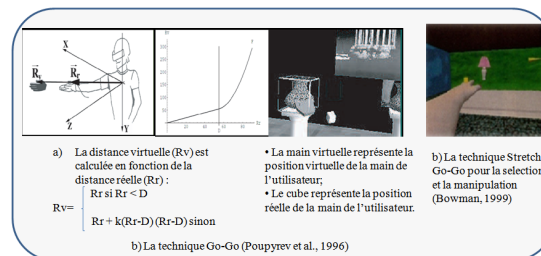 X
Rv
Rr
Z
Y
a) La distance virtuelle (Rv) est
calculée en fonction de la
distance réelle (Rr) :
Rr si Rr < D
Rv=
Rr + k(Rr-D) (Rr-D) sinon
• La main virtuelle représente la
position virtuelle de la main de
l'utilisateur;
• Le cube représente la position
réelle de la main de l'utilisateur.
b) La technique Go-Go (Poupyrev et al., 1996)
b) La technique Stretch
Go-Go pour la selection
et la manipulation
(Bowman, 1999)